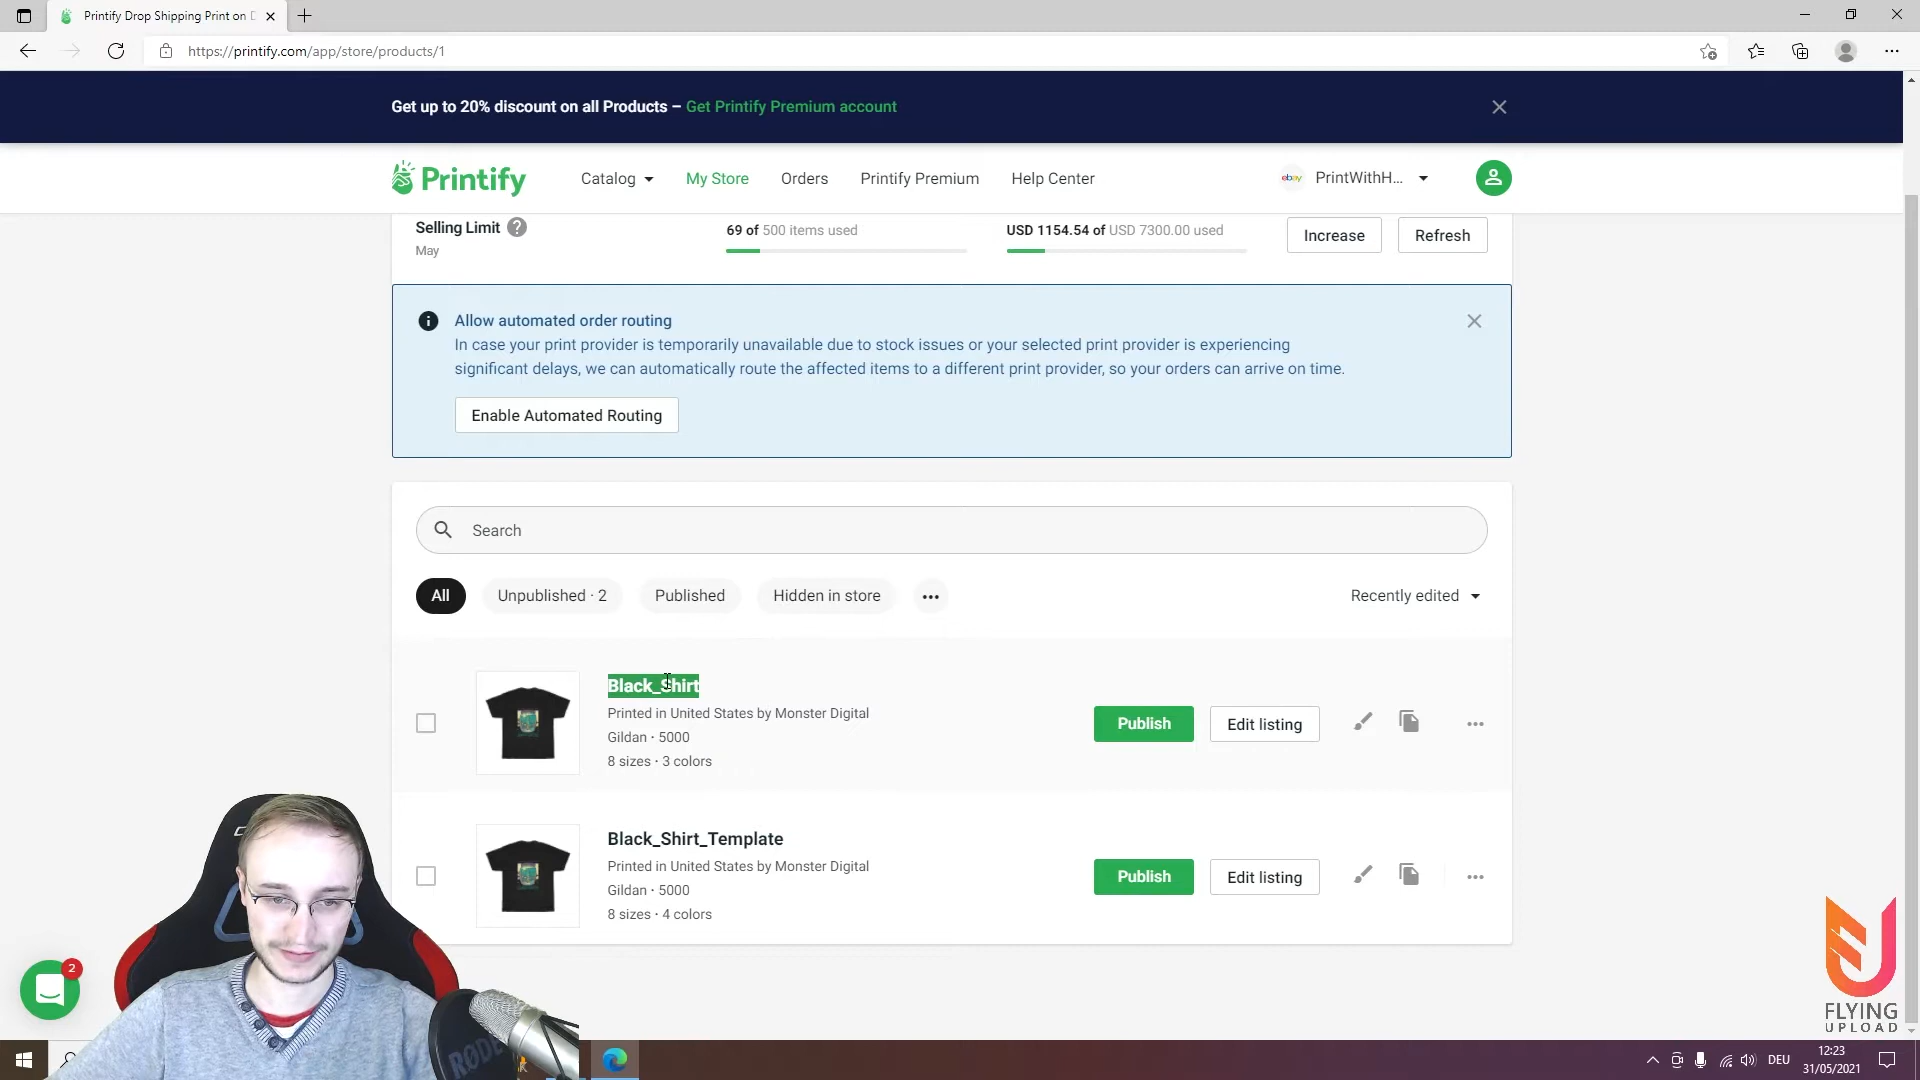 Printify Drop Shipping Print on D
https://printify.com/app/store/products/1
Get up to 20% discount on all Products – Get Printify Premium account
Printify
Catalog
My Store
Orders
Printify Premium
Help Center
ebay
PrintWithH...
Selling Limit ?
May
69 of 500 items used
USD 1154.54 of USD 7300.00 used
Increase
Refresh
Allow automated order routing
In case your print provider is temporarily unavailable due to stock issues or your selected print provider is experiencing
significant delays, we can automatically route the affected items to a different print provider, so your orders can arrive on time.
Enable Automated Routing
Search
All
Unpublished · 2
Published
Hidden in store
Recently edited
Black_Shirt
Printed in United States by Monster Digital
Gildan · 5000
8 sizes · 3 colors
Publish
Edit listing
Black_Shirt_Template
Printed in United States by Monster Digital
Gildan · 5000
8 sizes · 4 colors
Publish
Edit listing
2
RØDE
FLYING
UPLOAD
DEU
12:23
31/05/2021